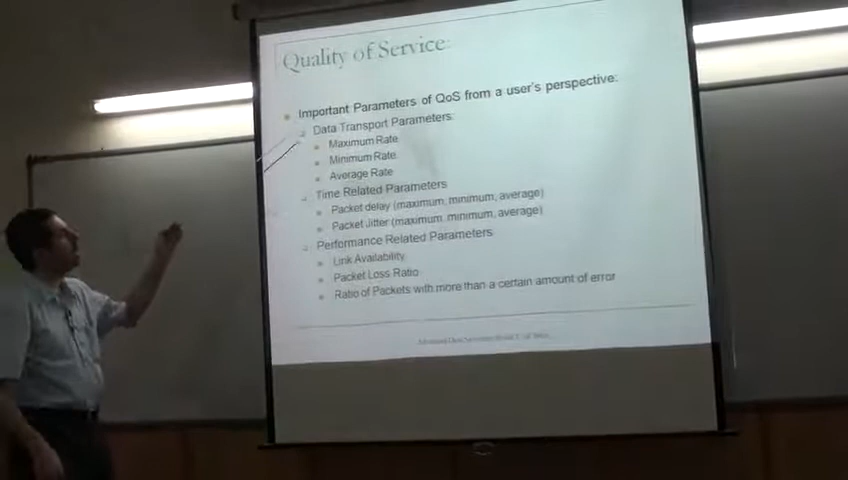 Quality of Service:
Important Parameters of QoS from a user's perspective:
Data Transport Parameters:
Maximum Rate
Minimum Rate
Average Rate
Time Related Parameters
Packet delay (maximum, minimum, average)
Packet Jitter (maximum, minimum, average)
Performance Related Parameters
Link Availability
Packet Loss Ratio
Ratio of Packets with more than a certain amount of error